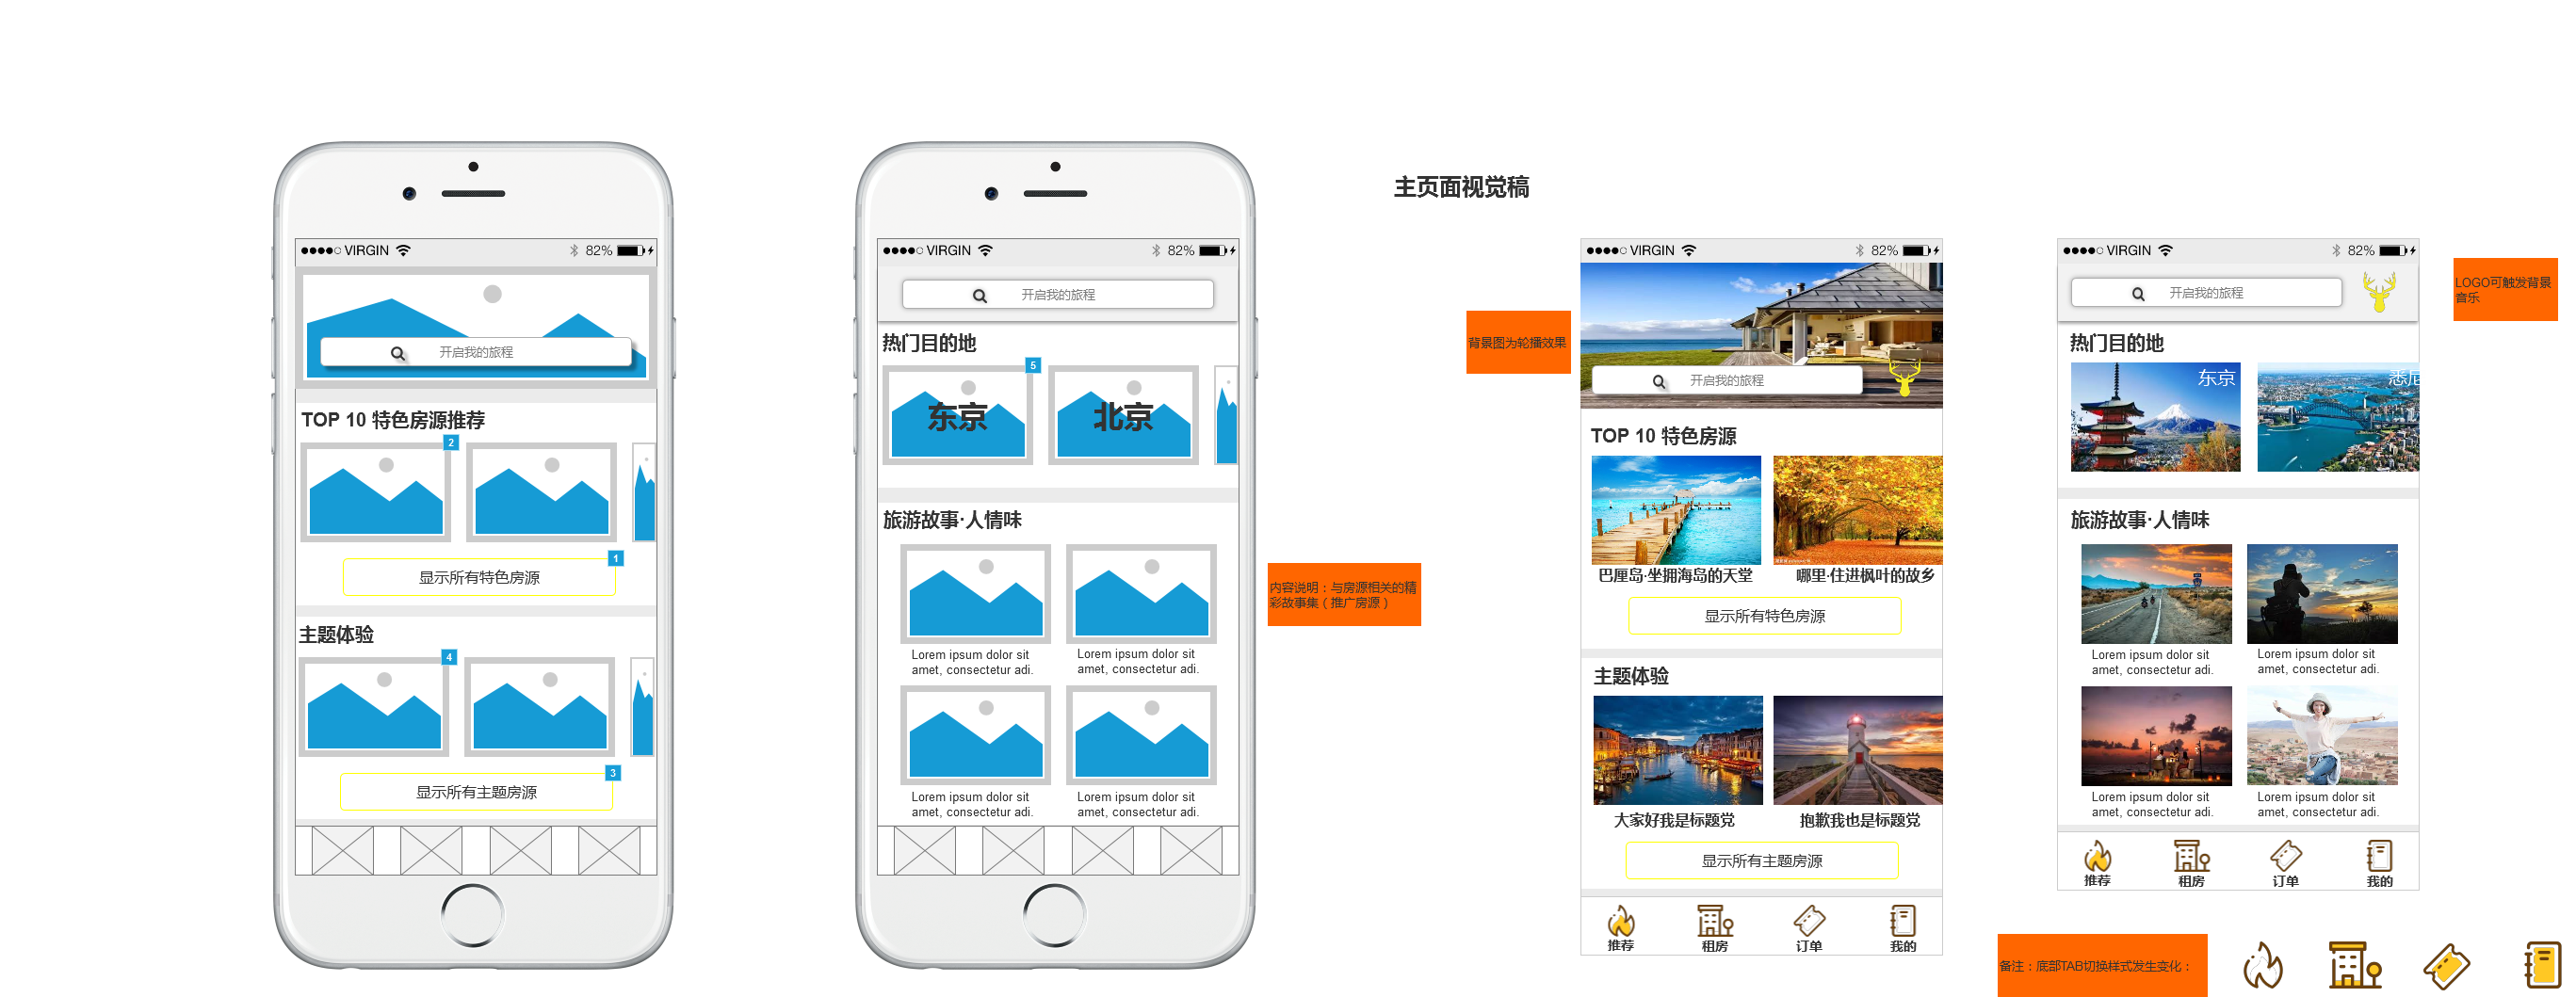 VIRGIN
82%
开启我的旅程
TOP 10 特色房源推荐
2
1
显示所有特色房源
主题体验
4
3
显示所有主题房源
VIRGIN
82%
开启我的旅程
热门目的地
5
东京
北京
旅游故事·人情味
Lorem ipsum dolor sit
amet, consectetur adi.
Lorem ipsum dolor sit
amet, consectetur adi.
Lorem ipsum dolor sit
amet, consectetur adi.
Lorem ipsum dolor sit
amet, consectetur adi.
内容说明：与房源相关的精
彩故事集（推广房源）
主页面视觉稿
背景图为轮播效果
VIRGIN
82%
开启我的旅程
TOP 10 特色房源
巴厘岛·坐拥海岛的天堂
哪里·住进枫叶的故乡
显示所有特色房源
主题体验
大家好我是标题党
抱歉我也是标题党
显示所有主题房源
推荐
租房
订单
我的
VIRGIN
82%
开启我的旅程
LOGO可触发背景
音乐
热门目的地
东京
悉尼
旅游故事·人情味
Lorem ipsum dolor sit
amet, consectetur adi.
Lorem ipsum dolor sit
amet, consectetur adi.
Lorem ipsum dolor sit
amet, consectetur adi.
Lorem ipsum dolor sit
amet, consectetur adi.
推荐
租房
订单
我的
备注：底部TAB切换样式发生变化：